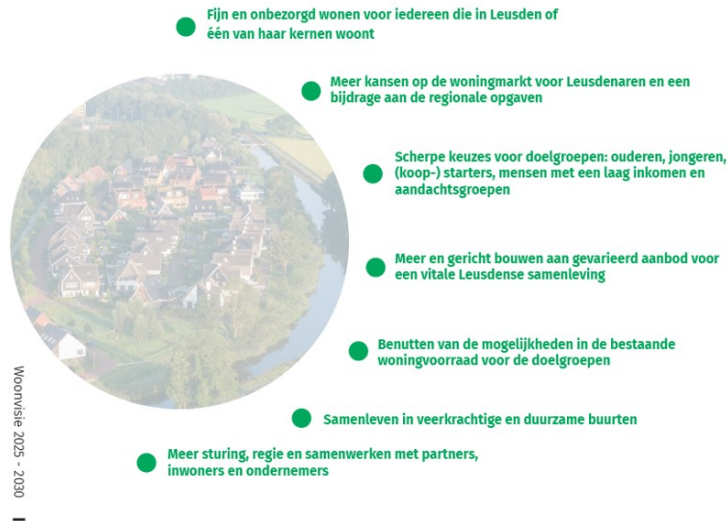 Fijn en onbezorgd wonen voor iedereen die in Leusden of
één van haar kernen woont
Meer kansen op de woningmarkt voor Leusdenaren en een
bijdrage aan de regionale opgaven
Scherpe keuzes voor doelgroepen: ouderen, jongeren,
(koop-) starters, mensen met een laag inkomen en
aandachtsgroepen
Meer en gericht bouwen aan gevarieerd aanbod voor
een vitale Leusdense samenleving
Benutten van de mogelijkheden in de bestaande
woningvoorraad voor de doelgroepen
Samenleven in veerkrachtige en duurzame buurten
Meer sturing, regie en samenwerken met partners,
inwoners en ondernemers
Woonvisie 2025 - 2030